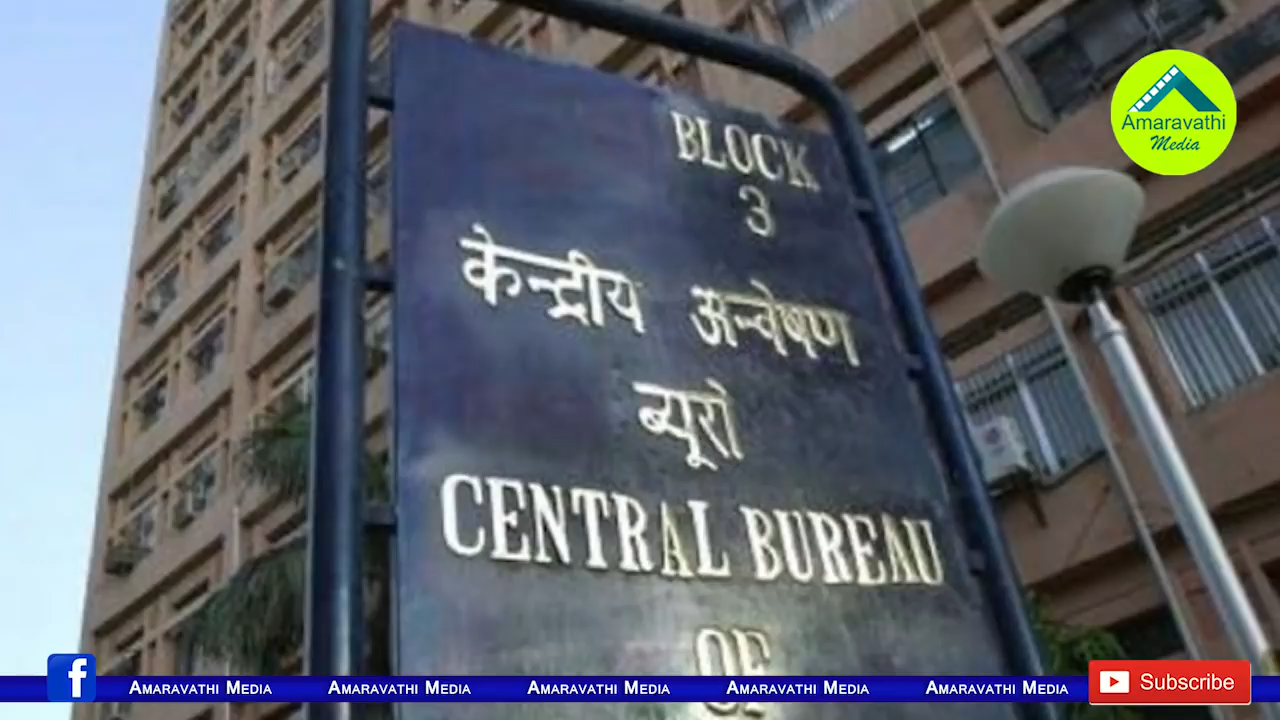 BLOCK
3
केन्द्रीय अन्वेषण
ब्यूरो
CENTRAL BUREAU
OF
Amaravathi
Media
f
Amaravathi Media Amaravathi Media Amaravathi Media Amaravathi Media Amaravathi Media
Subscribe